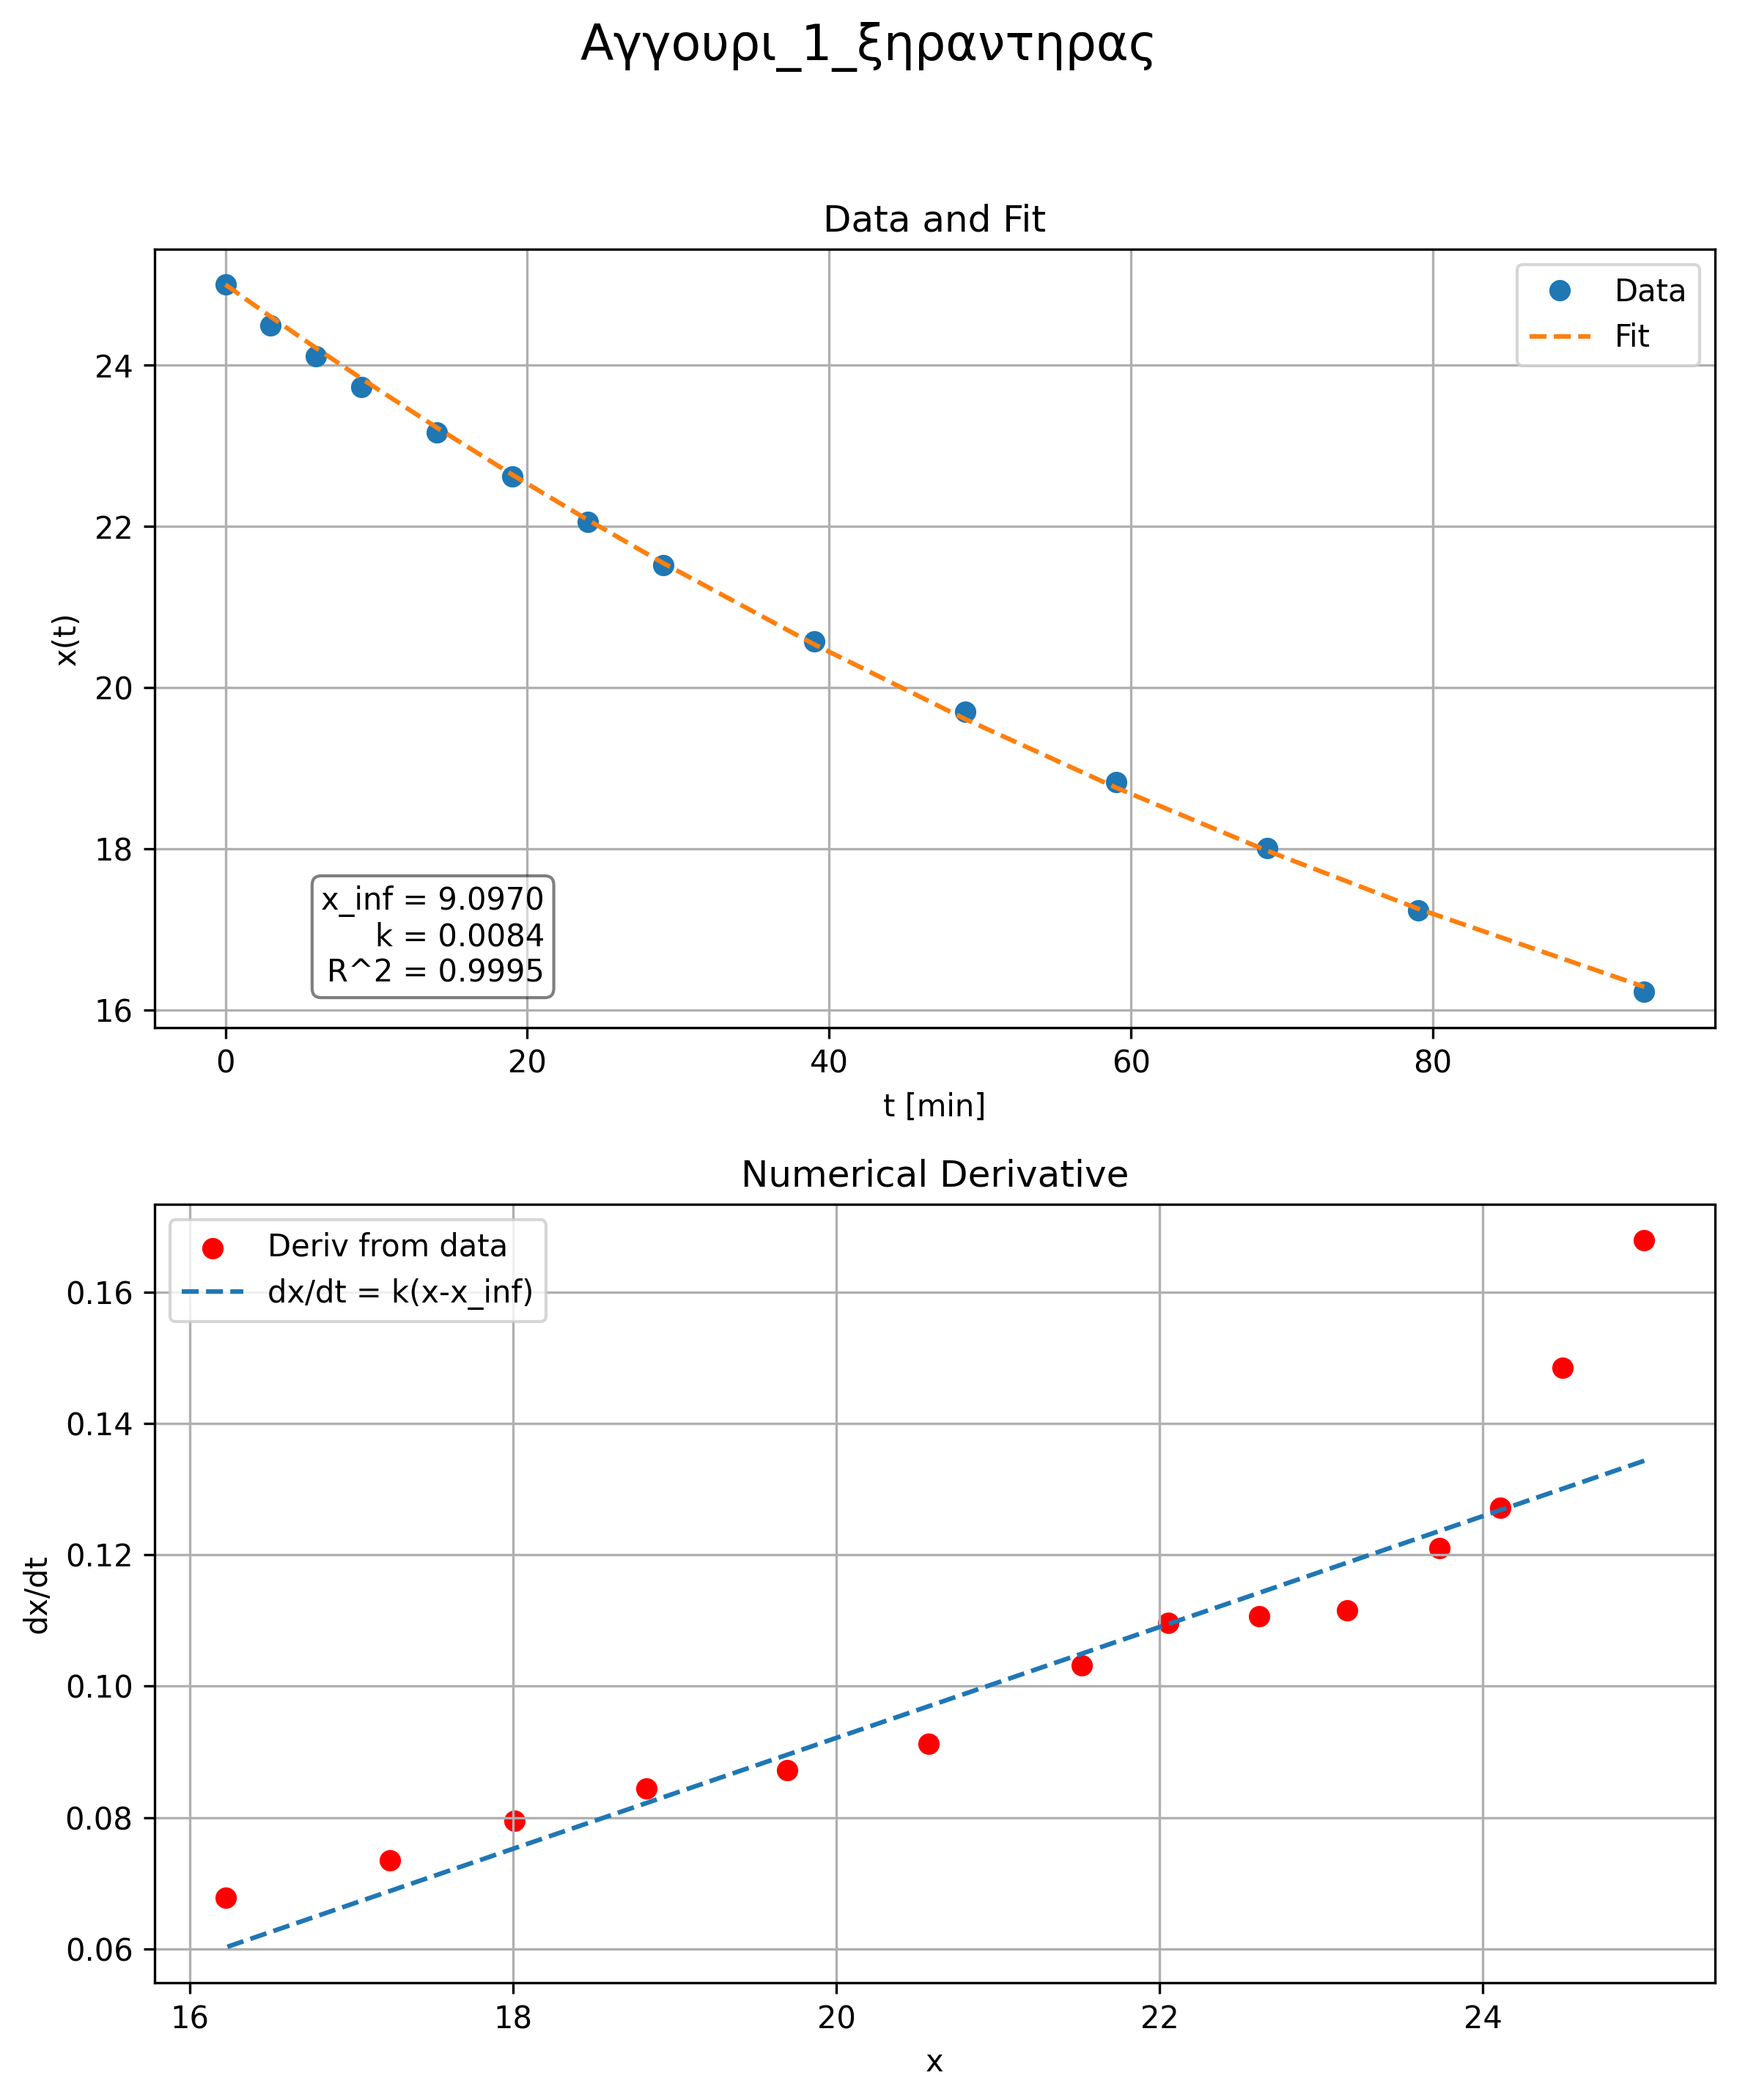 Αγγουρι_1_ξηραντηρας
Data and Fit
Data
Fit
24
22
20
18
16
x(t)
x_inf = 9.0970
k = 0.0084
R^2 = 0.9995
0 20 40 60 80
t [min]
Numerical Derivative
Deriv from data
dx/dt = k(x-x_inf)
0.16
0.14
0.12
0.10
0.08
0.06
dx/dt
16 18 20 22 24
x